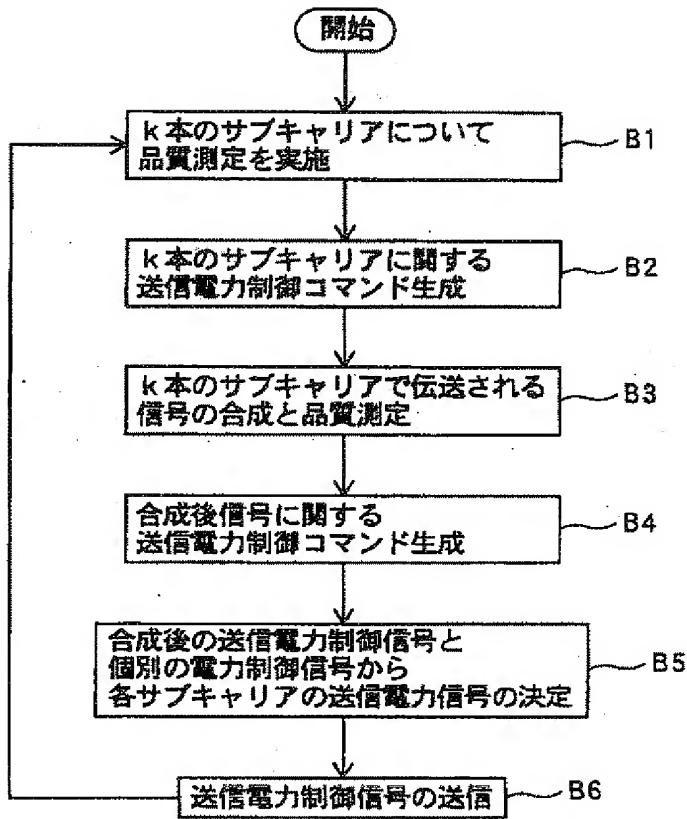 開始
k本のサブキャリアについて
品質測定を実施
B1
k本のサブキャリアに関する
送信電力制御コマンド生成
B2
k本のサブキャリアで伝送される
信号の合成と品質測定
B3
合成後信号に関する
送信電力制御コマンド生成
B4
合成後の送信電力制御信号と
個別の電力制御信号から
各サブキャリアの送信電力信号の決定
B5
送信電力制御信号の送信
B6